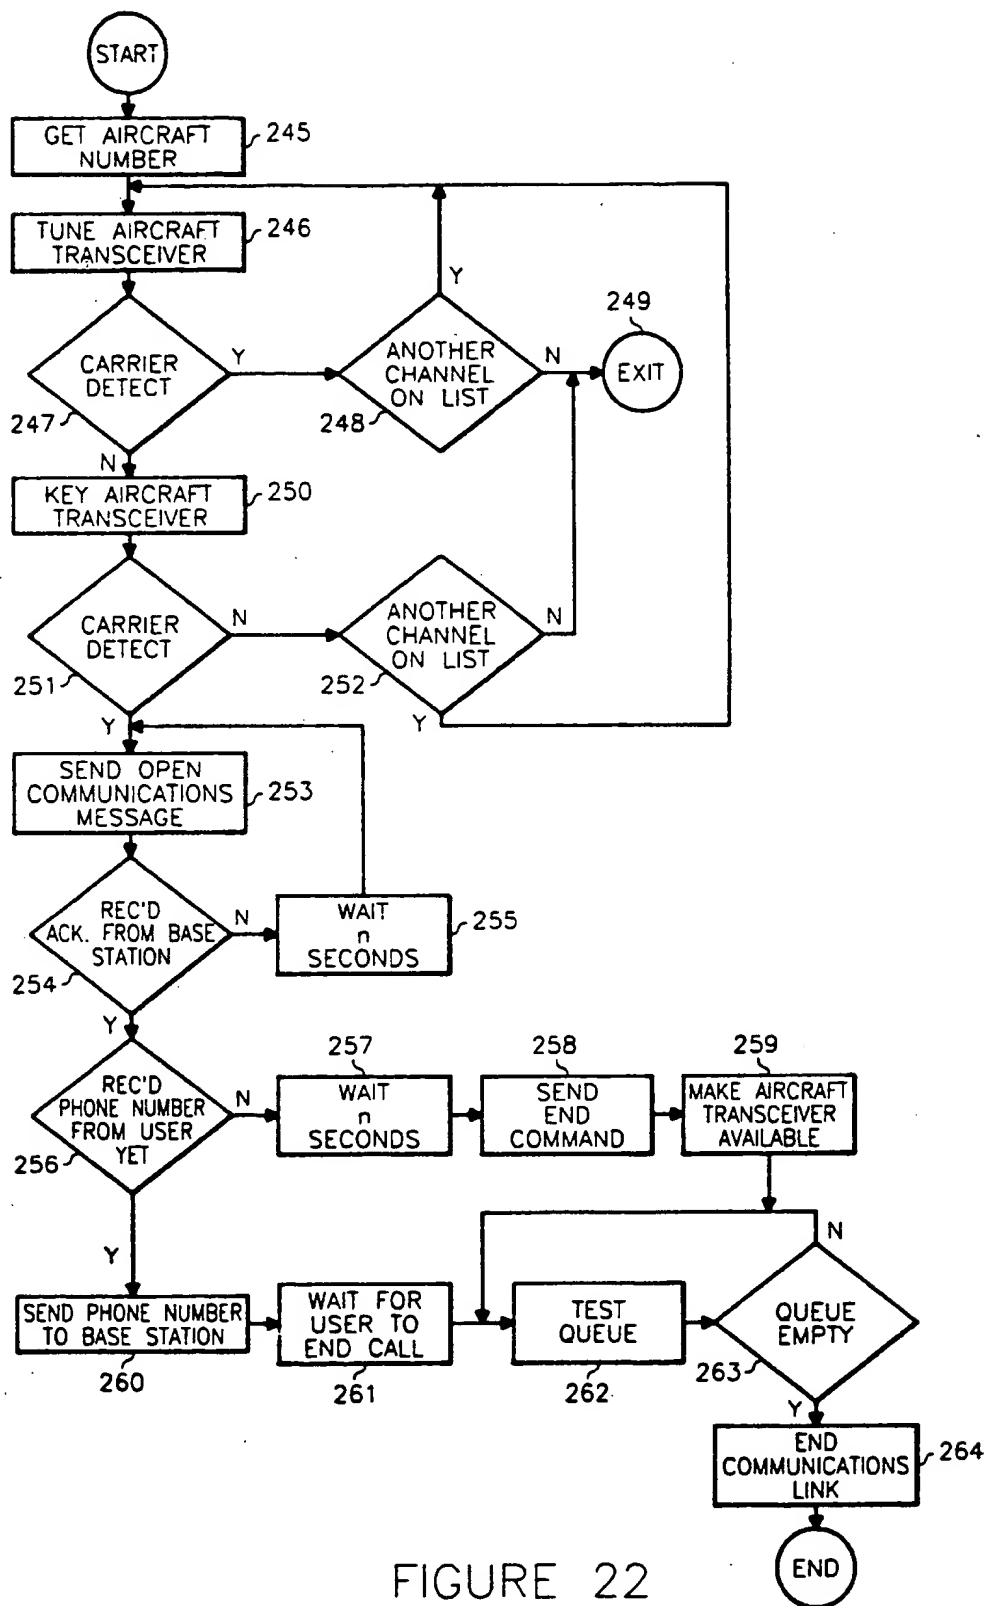 START
GET AIRCRAFT
NUMBER
245
TUNE AIRCRAFT
TRANSCEIVER
246
Y
249
CARRIER
DETECT
247
Y
ANOTHER
CHANNEL
ON LIST
248
N
EXIT
N
KEY AIRCRAFT
TRANSCEIVER
250
CARRIER
DETECT
251
N
ANOTHER
CHANNEL
ON LIST
252
N
Y
Y
SEND OPEN
COMMUNICATIONS
MESSAGE
253
REC'D
ACK. FROM BASE
STATION
254
N
WAIT
n
SECONDS
255
Y
REC'D
PHONE NUMBER
FROM USER
YET
256
N
257
WAIT
n
SECONDS
258
SEND
END
COMMAND
259
MAKE AIRCRAFT
TRANSCEIVER
AVAILABLE
Y
SEND PHONE NUMBER
TO BASE STATION
260
WAIT FOR
USER TO
END CALL
261
TEST
QUEUE
262
N
QUEUE
EMPTY
263
Y
END
COMMUNICATIONS
LINK
264
END
FIGURE 22